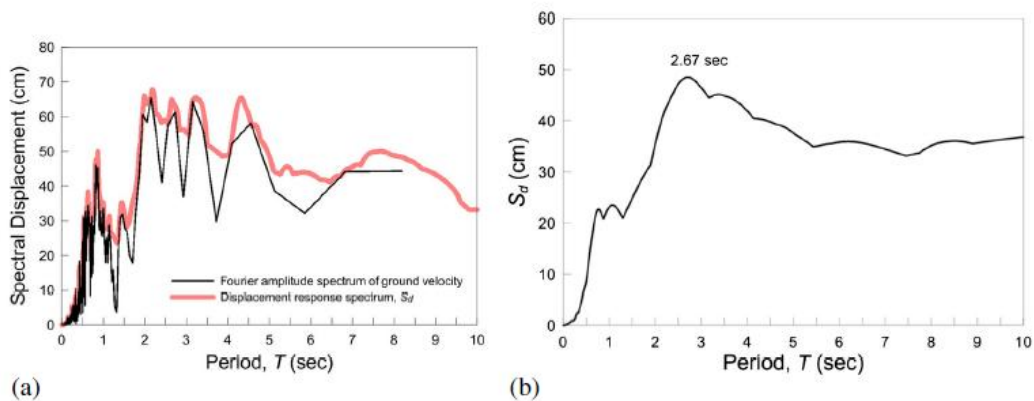 80
70
60
50
40
30
20
10
0
Spectral Displacement (cm)
Fourier amplitude spectrum of ground velocity
Displacement response spectrum, S̄d
0 1 2 3 4 5 6 7 8 9 10
Period, T (sec)
(a)
60
50
40
30
20
10
0
Sd (cm)
2.67 sec
0 1 2 3 4 5 6 7 8 9 10
Period, T (sec)
(b)